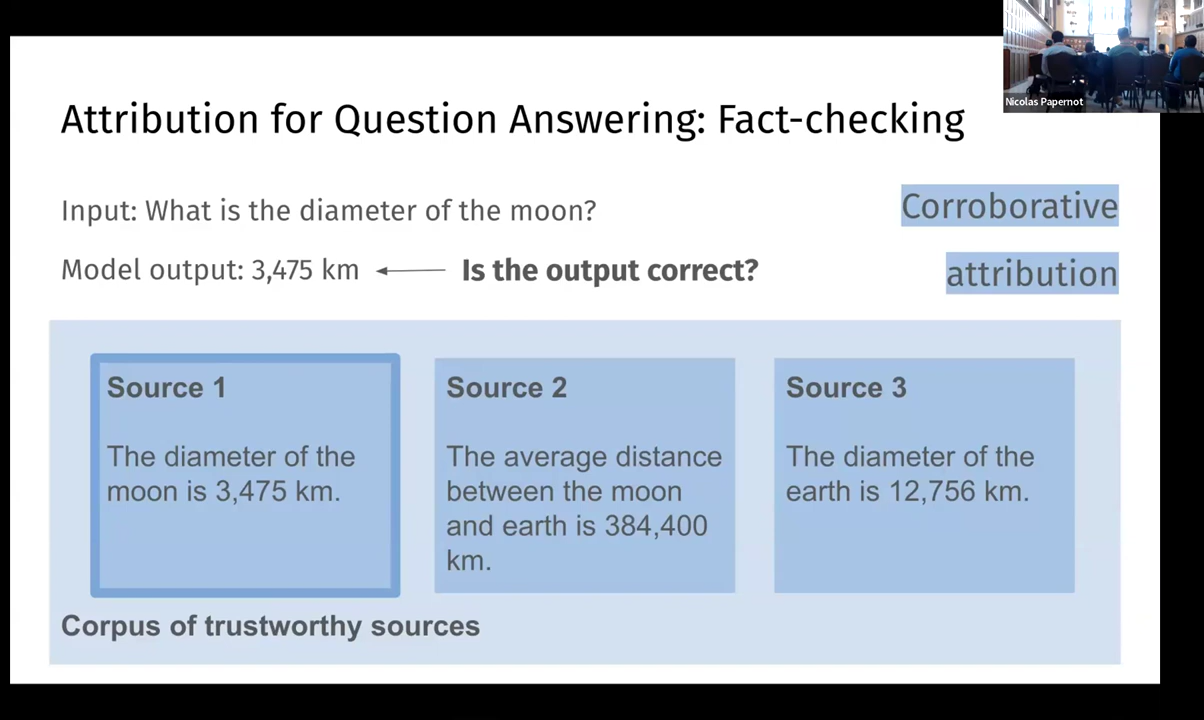 Nicolas Papernot
Attribution for Question Answering: Fact-checking
Input: What is the diameter of the moon?
Corroborative
Model output: 3,475 km
Is the output correct?
attribution
Source 1
The diameter of the
moon is 3,475 km.
Source 2
The average distance
between the moon
and earth is 384,400
km.
Source 3
The diameter of the
earth is 12,756 km.
Corpus of trustworthy sources